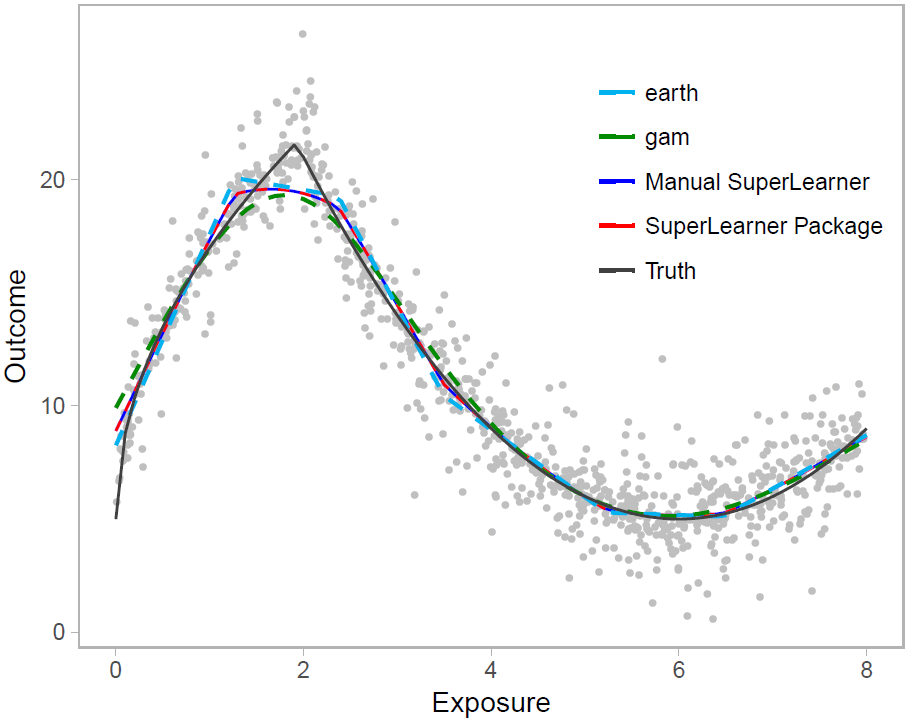 earth
gam
Manual SuperLearner
SuperLearner Package
Truth
Outcome
20
10
0
0 2 4 6 8
Exposure